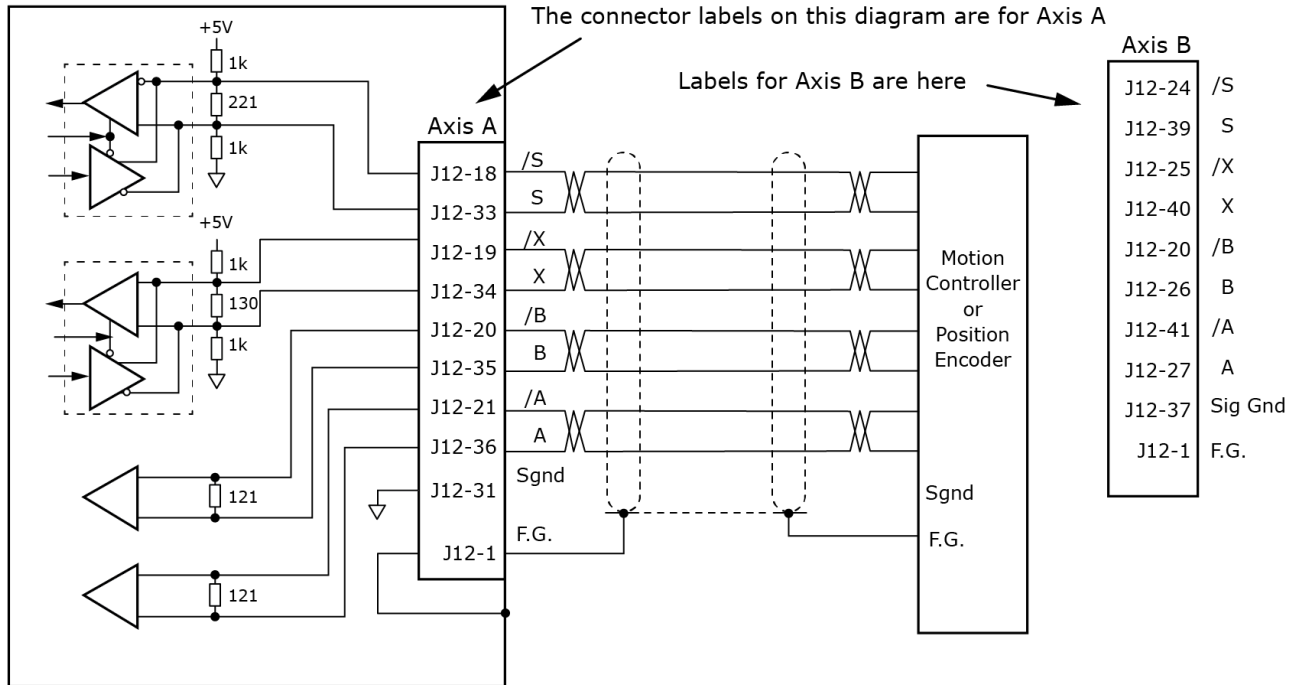 The connector labels on this diagram are for Axis A
Labels for Axis B are here
+5V
1k
221
1k
+5V
1k
130
1k
121
121
Axis A
J12-18
J12-33
J12-19
J12-34
J12-20
J12-35
J12-21
J12-36
J12-31
J12-1
/S
S
/X
X
/B
B
/A
A
Sgnd
F.G.
Motion
Controller
or
Position
Encoder
Sgnd
F.G.
Axis B
J12-24 /S
J12-39 S
J12-25 /X
J12-40 X
J12-20 /B
J12-26 B
J12-41 /A
J12-27 A
J12-37 Sig Gnd
J12-1 F.G.